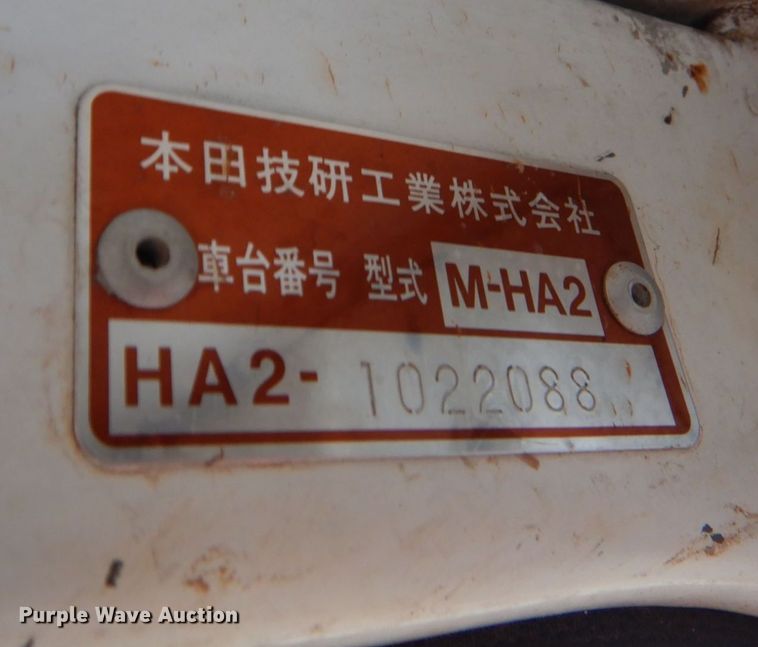 本田技研工業株式会社
車台番号 型式 M-HA2
HA2- 1022088
Purple Wave Auction